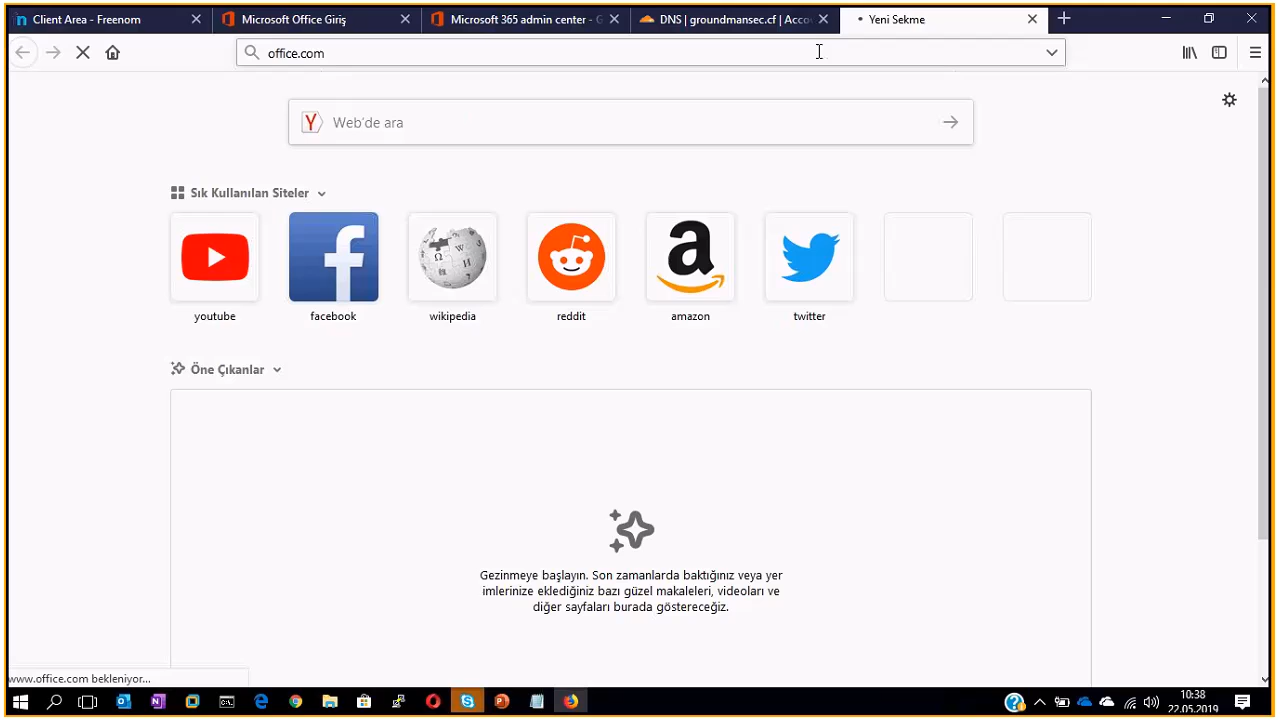 Client Area - Freenom
Microsoft Office Giriş
Microsoft 365 admin center - G
DNS | groundmansec.cf | Acco
Yeni Sekme
office.com
Web'de ara
Sık Kullanılan Siteler
youtube
facebook
wikipedia
reddit
amazon
twitter
Öne Çıkanlar
Gezinmeye başlayın. Son zamanlarda baktığınız veya yer
imlerinize eklediğiniz bazı güzel makaleleri, videoları ve
diğer sayfaları burada göstereceğiz.
www.office.com bekleniyor...
10:38
22.05.2019